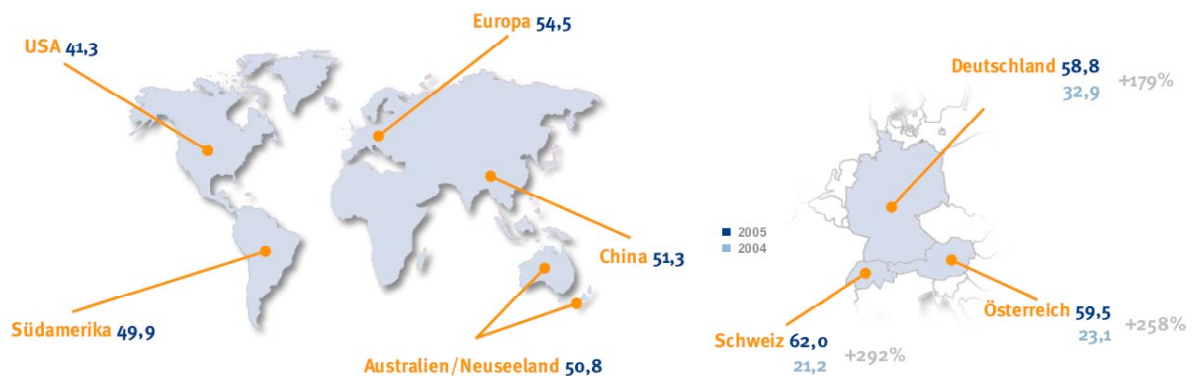 USA 41,3
Europa 54,5
China 51,3
Südamerika 49,9
Australien/Neuseeland 50,8
Deutschland 58,8
32,9
+179%
2005
2004
Österreich 59,5
23,1
+258%
Schweiz 62,0
21,2
+292%